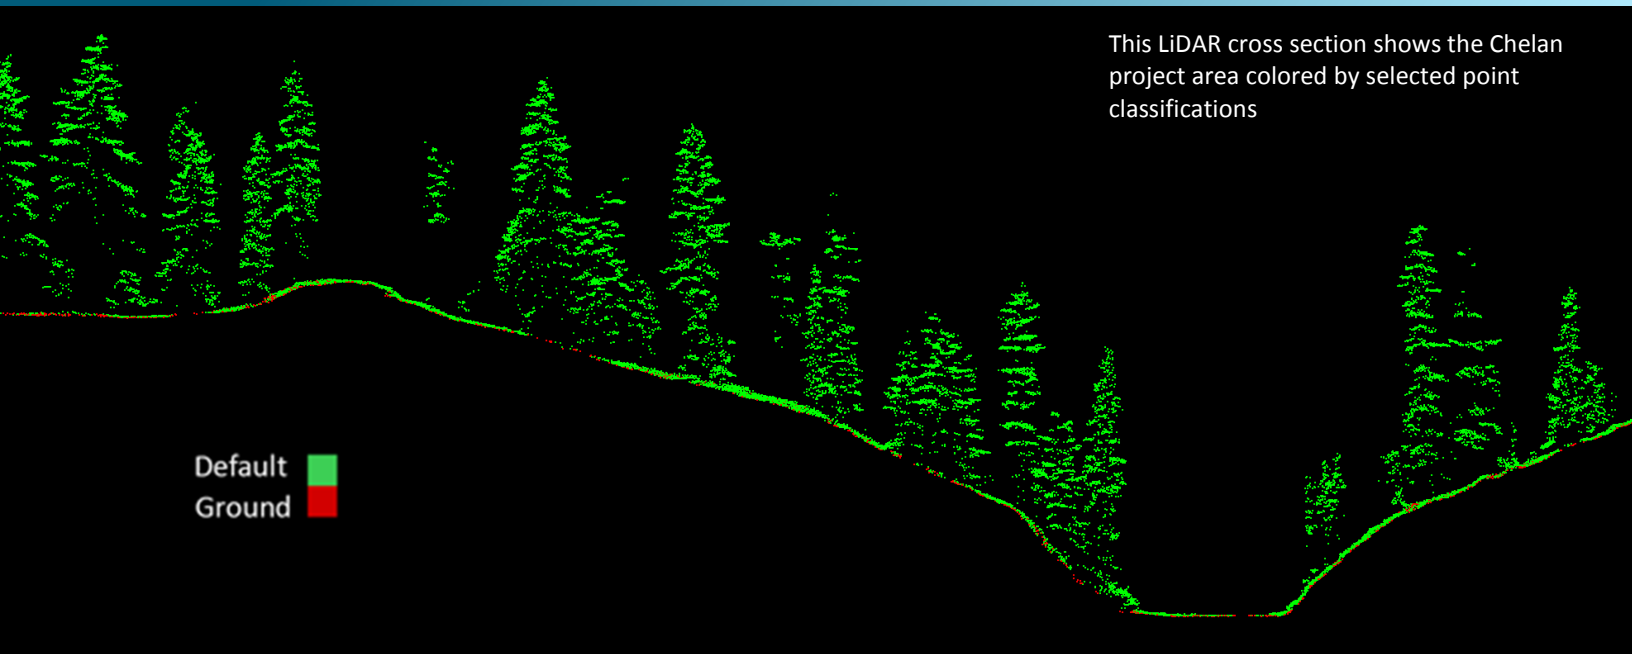 This LiDAR cross section shows the Chelan
project area colored by selected point
classifications
Default
Ground